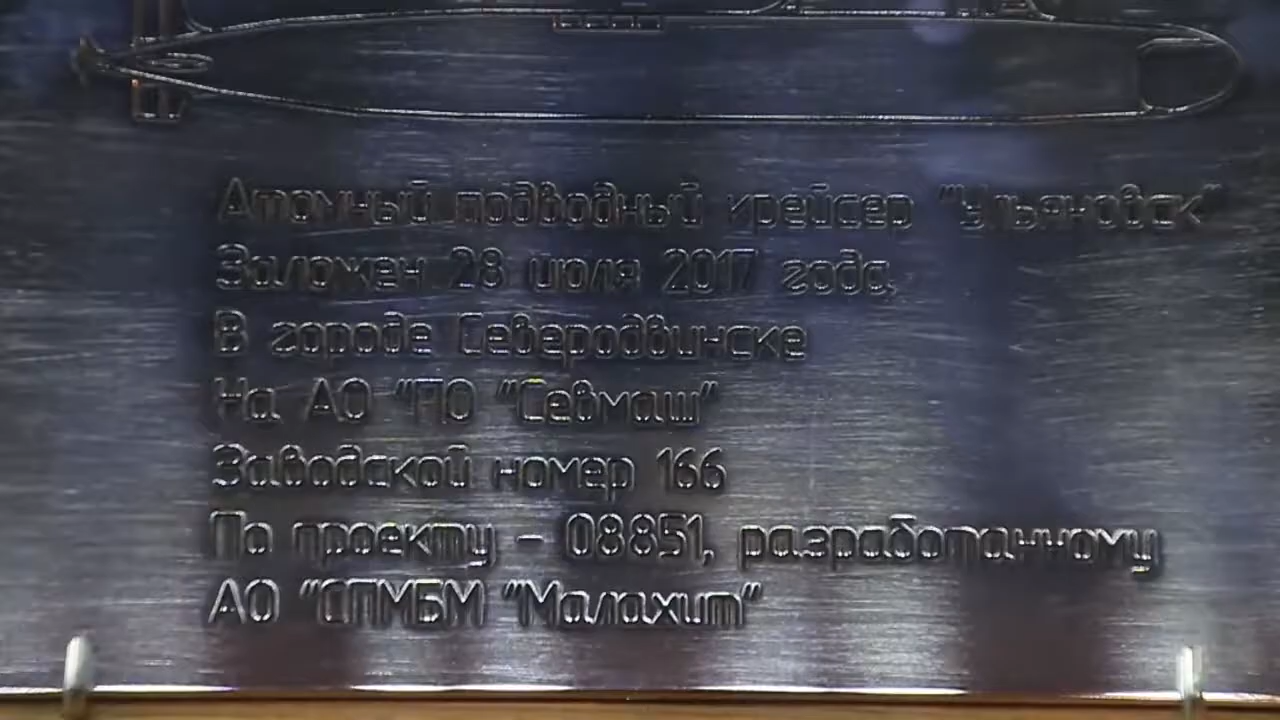 Атомный подводный крейсер "Ульяновск"
Заложен 28 июля 2017 года,
В городе Северодвинске
На АО "ПО "Севмаш"
Заводской номер 166
По проекту - 08851, разработанному
АО "СПМБМ "Малахит"